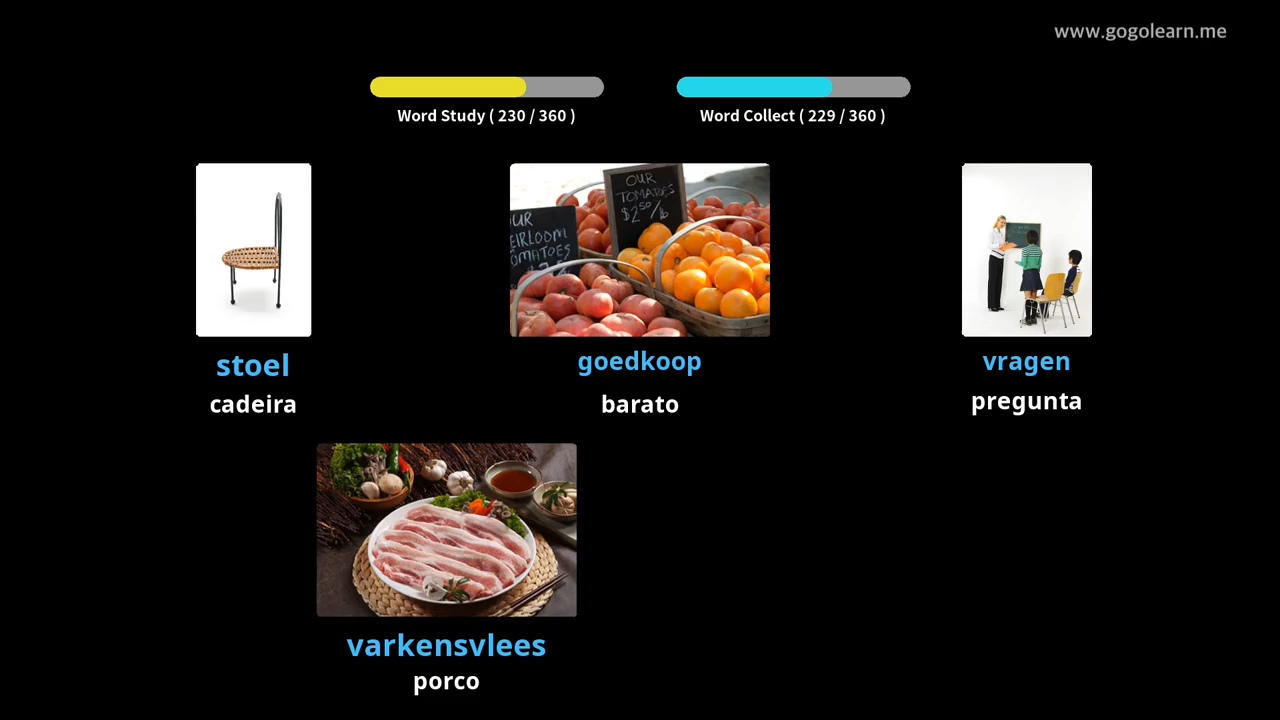 www.gogolearn.me
Word Study ( 230 / 360 )
Word Collect ( 229 / 360 )
OUR
TOMATOES
$2.50/lb
EIRLOOM
OMATOES
stoel
goedkoop
vragen
cadeira
barato
pregunta
varkensvlees
porco